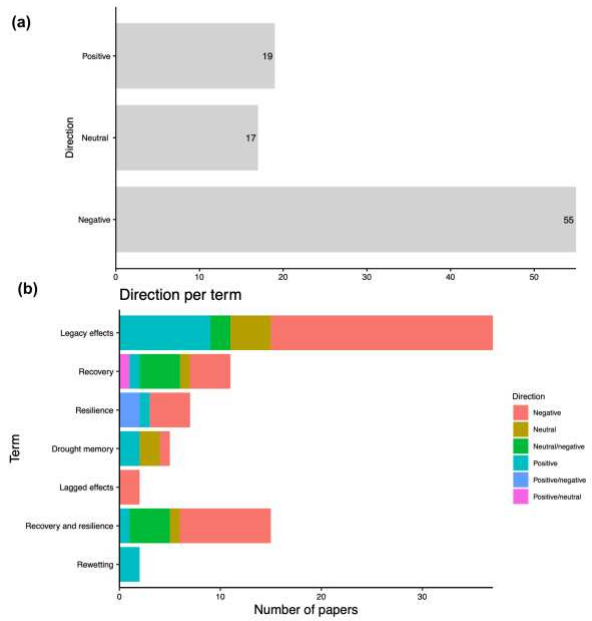 (a)
Positive
19
Neutral
17
Negative
55
Direction
0 10 20 30 40 50
(b)
Direction per term
Legacy effects
Recovery
Resilience
Drought memory
Lagged effects
Recovery and resilience
Rewetting
Term
0 10 20 30
Number of papers
Direction
Negative
Neutral
Neutral/negative
Positive
Positive/negative
Positive/neutral